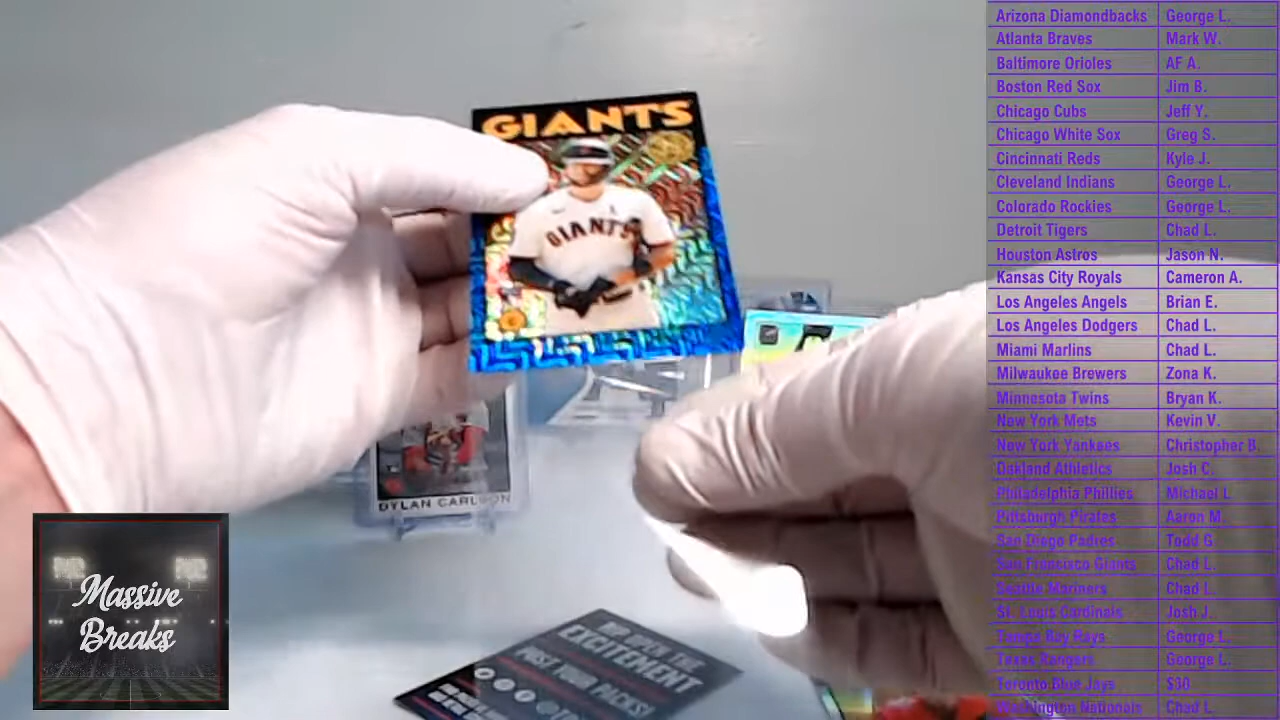 GIANTS
GIANTS
DYLAN CARLSON
EXCITEMENT
POST YOUR PACKS!
Massive
Breaks
Arizona Diamondbacks George L.
Atlanta Braves Mark W.
Baltimore Orioles AF A.
Boston Red Sox Jim B.
Chicago Cubs Jeff Y.
Chicago White Sox Greg S.
Cincinnati Reds Kyle J.
Cleveland Indians George L.
Colorado Rockies George L.
Detroit Tigers Chad L.
Houston Astros Jason N.
Kansas City Royals Cameron A.
Los Angeles Angels Brian E.
Los Angeles Dodgers Chad L.
Miami Marlins Chad L.
Milwaukee Brewers Zona K.
Minnesota Twins Bryan K.
New York Mets Kevin V.
New York Yankees Christopher B.
Oakland Athletics Josh C.
Philadelphia Phillies Michael L
Pittsburgh Pirates Aaron M.
San Diego Padres Todd G
San Francisco Giants Chad L.
Seattle Mariners Chad L.
St. Louis Cardinals Josh J.
Tampa Bay Rays George L.
Texas Rangers George L.
Toronto Blue Jays $30
Washington Nationals Chad L.